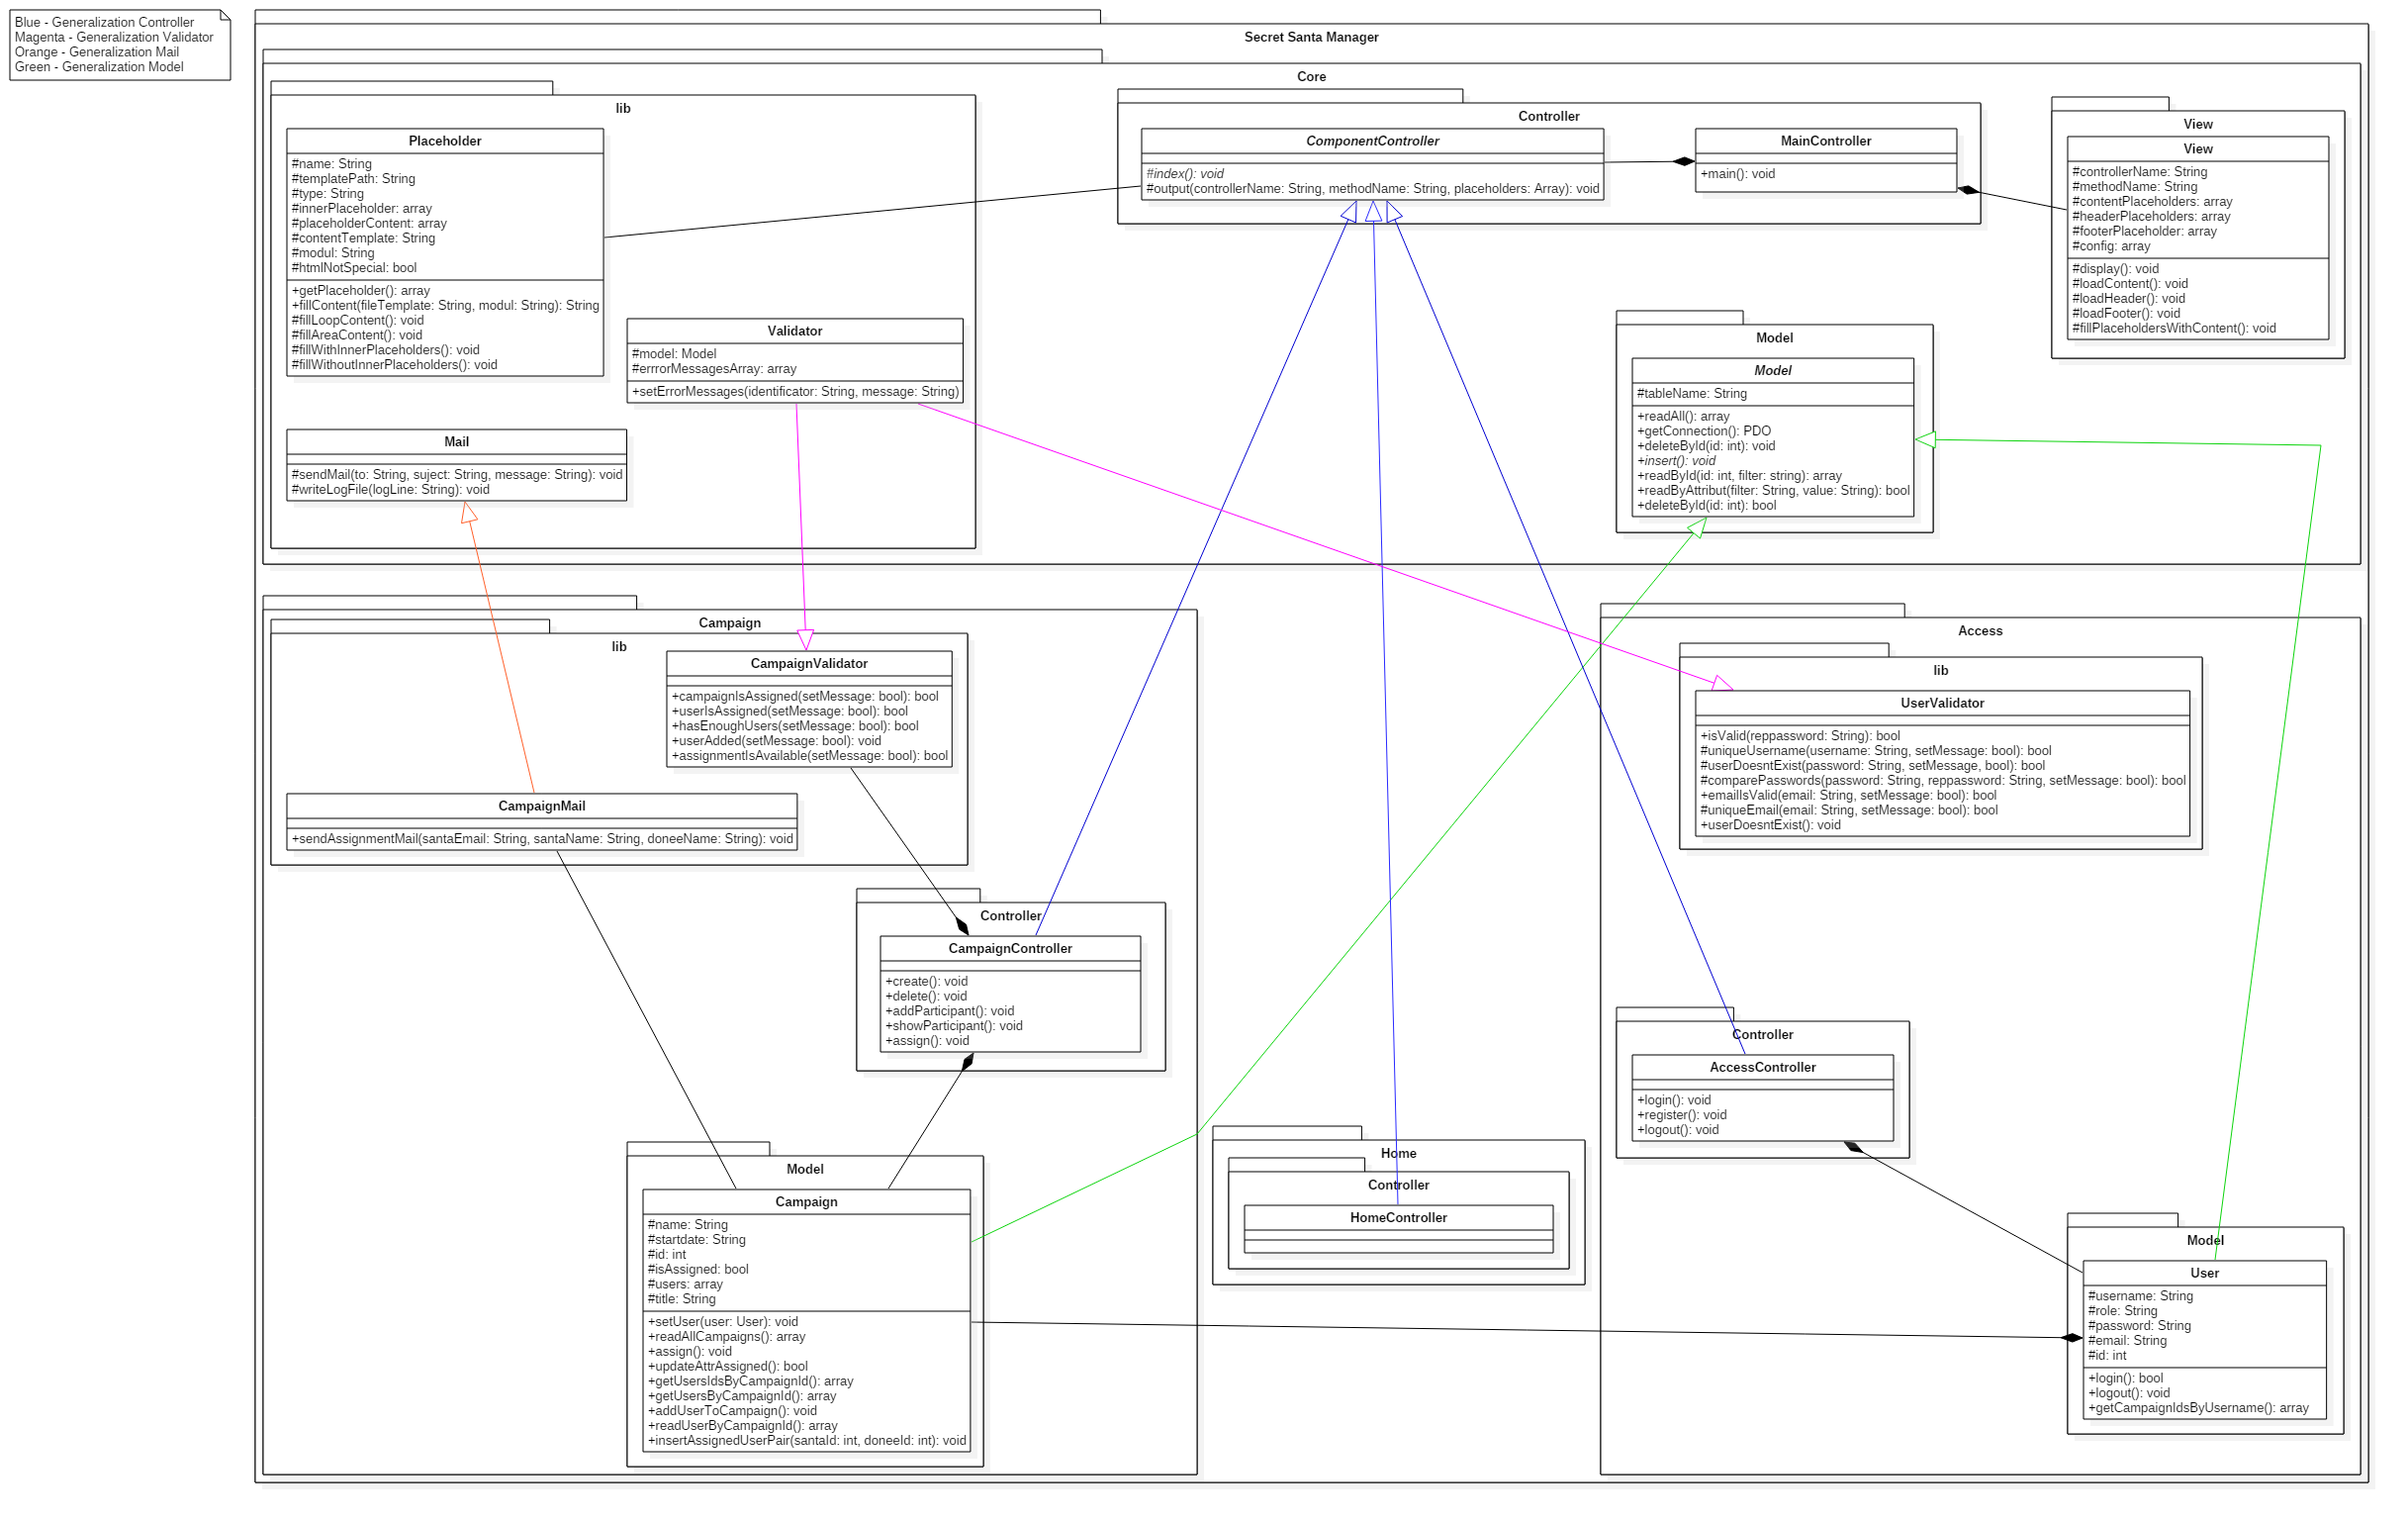 Blue - Generalization Controller
Magenta - Generalization Validator
Orange - Generalization Mail
Green - Generalization Model
Secret Santa Manager
Core
lib
Placeholder
#name: String
#templatePath: String
#type: String
#innerPlaceholder: array
#placeholderContent: array
#contentTemplate: String
#modul: String
#htmlNotSpecial: bool
+getPlaceholder(): array
+fillContent(fileTemplate: String, modul: String): String
#fillLoopContent(): void
#fillAreaContent(): void
#fillWithInnerPlaceholders(): void
#fillWithoutInnerPlaceholders(): void
Validator
#model: Model
#errrorMessagesArray: array
+setErrorMessages(identificator: String, message: String)
Mail
#sendMail(to: String, suject: String, message: String): void
#writeLogFile(logLine: String): void
Controller
ComponentController
#index(): void
#output(controllerName: String, methodName: String, placeholders: Array): void
MainController
+main(): void
View
View
#controllerName: String
#methodName: String
#contentPlaceholders: array
#headerPlaceholders: array
#footerPlaceholder: array
#config: array
#display(): void
#loadContent(): void
#loadHeader(): void
#loadFooter(): void
#fillPlaceholdersWithContent(): void
Model
Model
#tableName: String
+readAll(): array
+getConnection(): PDO
+deleteById(id: int): void
+insert(): void
+readById(id: int, filter: string): array
+readByAttribut(filter: String, value: String): bool
+deleteById(id: int): bool
Campaign
lib
CampaignValidator
+campaignIsAssigned(setMessage: bool): bool
+userIsAssigned(setMessage: bool): bool
+hasEnoughUsers(setMessage: bool): bool
+userAdded(setMessage: bool): void
+assignmentIsAvailable(setMessage: bool): bool
CampaignMail
+sendAssignmentMail(santaEmail: String, santaName: String, doneeName: String): void
Controller
CampaignController
+create(): void
+delete(): void
+addParticipant(): void
+showParticipant(): void
+assign(): void
Model
Campaign
#name: String
#startdate: String
#id: int
#isAssigned: bool
#users: array
#title: String
+setUser(user: User): void
+readAllCampaigns(): array
+assign(): void
+updateAttrAssigned(): bool
+getUsersIdsByCampaignId(): array
+getUsersByCampaignId(): array
+addUserToCampaign(): void
+readUserByCampaignId(): array
+insertAssignedUserPair(santaId: int, doneeId: int): void
Home
Controller
HomeController
Access
lib
UserValidator
+isValid(reppassword: String): bool
#uniqueUsername(username: String, setMessage: bool): bool
#userDoesntExist(password: String, setMessage, bool): bool
#comparePasswords(password: String, reppassword: String, setMessage: bool): bool
+emailIsValid(email: String, setMessage: bool): bool
#uniqueEmail(email: String, setMessage: bool): bool
+userDoesntExist(): void
Controller
AccessController
+login(): void
+register(): void
+logout(): void
Model
User
#username: String
#role: String
#password: String
#email: String
#id: int
+login(): bool
+logout(): void
+getCampaignIdsByUsername(): array